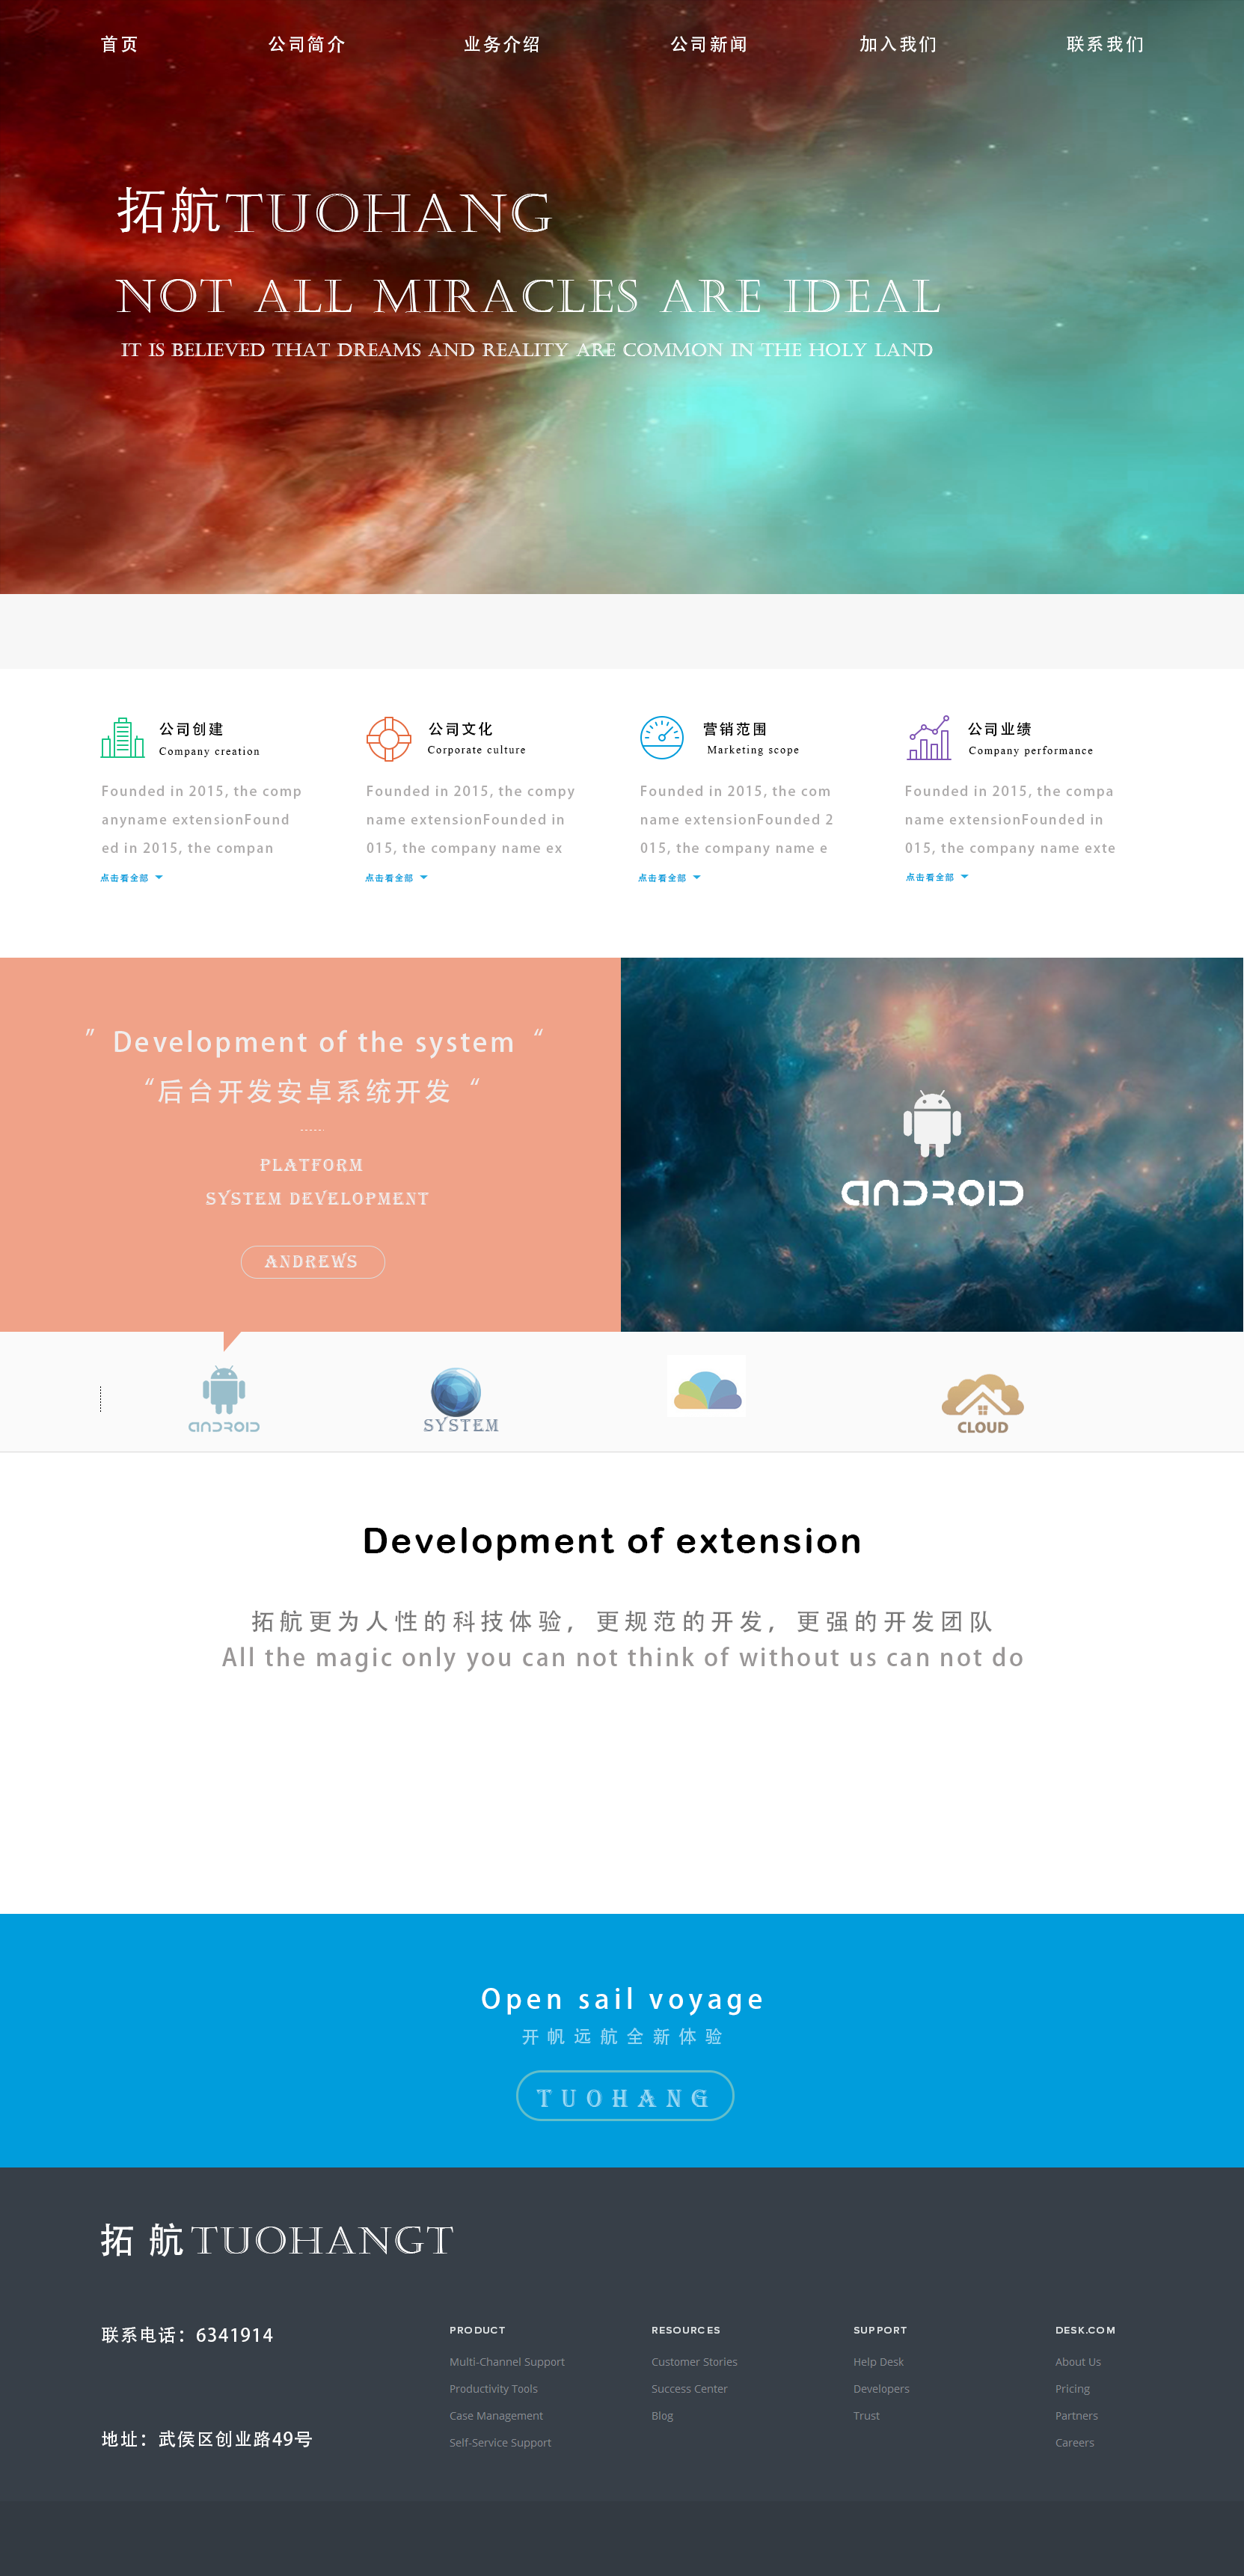 首页 公司简介 业务介绍 公司新闻 加入我们 联系我们
拓航TUOHANG
NOT ALL MIRACLES ARE IDEAL
IT IS BELIEVED THAT DREAMS AND REALITY ARE COMMON IN THE HOLY LAND
公司创建
Company creation
Founded in 2015, the comp
anyname extensionFound
ed in 2015, the compan
点击看全部
公司文化
Corporate culture
Founded in 2015, the compy
name extensionFounded in
015, the company name ex
点击看全部
营销范围
Marketing scope
Founded in 2015, the com
name extensionFounded 2
015, the company name e
点击看全部
公司业绩
Company performance
Founded in 2015, the compa
name extensionFounded in
015, the company name exte
点击看全部
” Development of the system “
“后台开发安卓系统开发 “
PLATFORM
SYSTEM DEVELOPMENT
ANDREWS
ANDROID
ANDROID
SYSTEM
CLOUD
Development of extension
拓航更为人性的科技体验，更规范的开发，更强的开发团队
All the magic only you can not think of without us can not do
Open sail voyage
开帆远航全新体验
TUOHANG
拓 航TUOHANGT
联系电话：6341914
地址：武侯区创业路49号
PRODUCT
Multi-Channel Support
Productivity Tools
Case Management
Self-Service Support
RESOURCES
Customer Stories
Success Center
Blog
SUPPORT
Help Desk
Developers
Trust
DESK.COM
About Us
Pricing
Partners
Careers